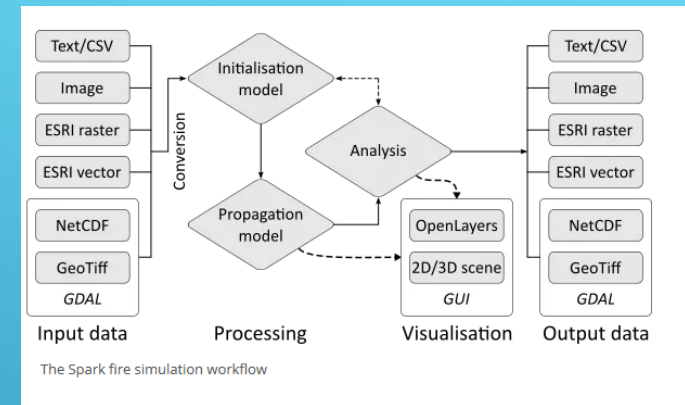 Text/CSV
Image
ESRI raster
ESRI vector
NetCDF
GeoTiff
GDAL
Input data
Conversion
Initialisation
model
Propagation
model
Analysis
Processing
OpenLayers
2D/3D scene
GUI
Visualisation
Text/CSV
Image
ESRI raster
ESRI vector
NetCDF
GeoTiff
GDAL
Output data
The Spark fire simulation workflow